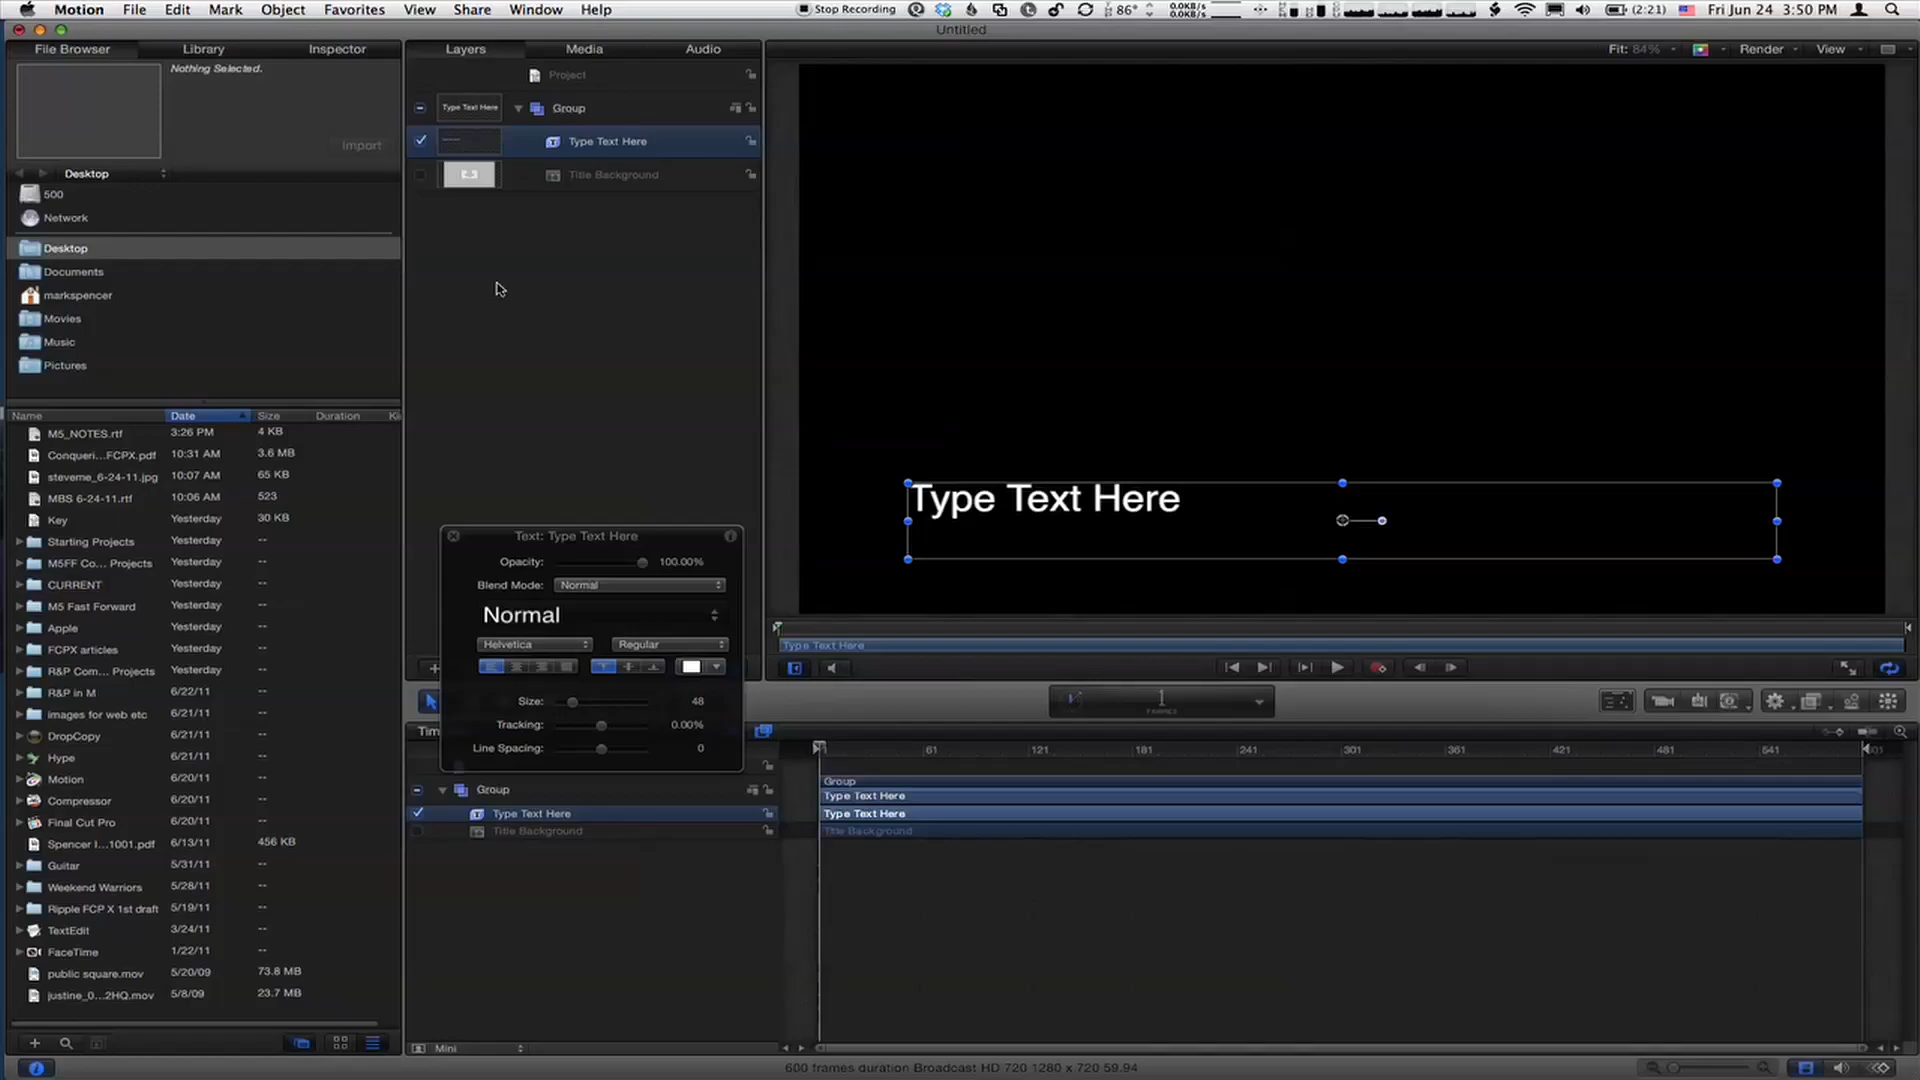 Motion File Edit Mark Object Favorites View Share Window Help
Stop Recording 86° 0.0KB/s 0.0KB/s (2:21) Fri Jun 24 3:50 PM
Untitled
File Browser Library Inspector
Layers Media Audio
Fit: 84% Render View
Nothing Selected.
Import
Project
Type Text Here Group
Type Text Here
Title Background
Desktop
500
Network
Desktop
Documents
markspencer
Movies
Music
Pictures
Name Date Size Duration
M5_NOTES.rtf 3:26 PM 4 KB
Conqueri...FCPX.pdf 10:31 AM 3.6 MB
steveme_6-24-11.jpg 10:07 AM 65 KB
MBS 6-24-11.rtf 10:06 AM 523
Key Yesterday 30 KB
Starting Projects Yesterday --
M5FF Co... Projects Yesterday --
CURRENT Yesterday --
M5 Fast Forward Yesterday --
Apple Yesterday --
FCPX articles Yesterday --
R&P Com... Projects Yesterday --
R&P in M 6/22/11 --
images for web etc 6/21/11 --
DropCopy 6/21/11 --
Hype 6/21/11 --
Motion 6/20/11 --
Compressor 6/20/11 --
Final Cut Pro 6/20/11 --
Spencer I...1001.pdf 6/13/11 456 KB
Guitar 5/31/11 --
Weekend Warriors 5/28/11 --
Ripple FCP X 1st draft 5/19/11 --
TextEdit 3/24/11 --
FaceTime 1/22/11 --
public square.mov 5/20/09 73.8 MB
justine_0...2HQ.mov 5/8/09 23.7 MB
Type Text Here
Text: Type Text Here
Opacity: 100.00%
Blend Mode: Normal
Normal
Helvetica Regular
Size: 48
Tracking: 0.00%
Line Spacing: 0
Type Text Here
1
FRAMES
61 121 181 241 301 361 421 481 541
Group
Type Text Here
Title Background
Group
Type Text Here
Type Text Here
Title Background
Mini
600 frames duration Broadcast HD 720 1280 x 720 59.94